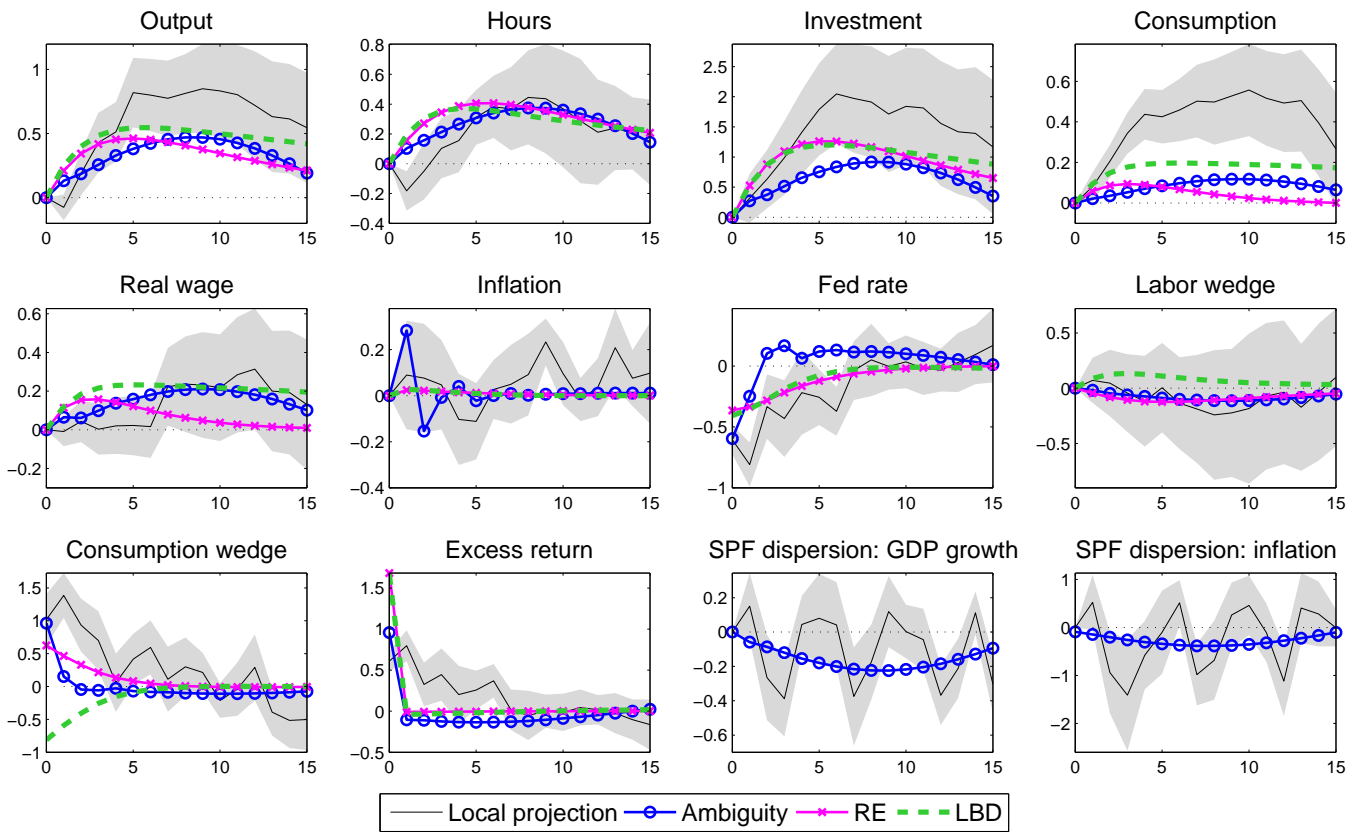 Output
1
0.5
0
0 5 10 15
Hours
0.8
0.6
0.4
0.2
0
−0.2
−0.4
0 5 10 15
Investment
2.5
2
1.5
1
0.5
0
0 5 10 15
Consumption
0.6
0.4
0.2
0
0 5 10 15
Real wage
0.6
0.4
0.2
0
−0.2
0 5 10 15
Inflation
0.2
0
−0.2
−0.4
0 5 10 15
Fed rate
0
−0.5
−1
0 5 10 15
Labor wedge
0.5
0
−0.5
0 5 10 15
Consumption wedge
1.5
1
0.5
0
−0.5
−1
0 5 10 15
Excess return
1.5
1
0.5
0
−0.5
0 5 10 15
SPF dispersion: GDP growth
0.2
0
−0.2
−0.4
−0.6
0 5 10 15
SPF dispersion: inflation
1
0
−1
−2
0 5 10 15
Local projection Ambiguity RE LBD